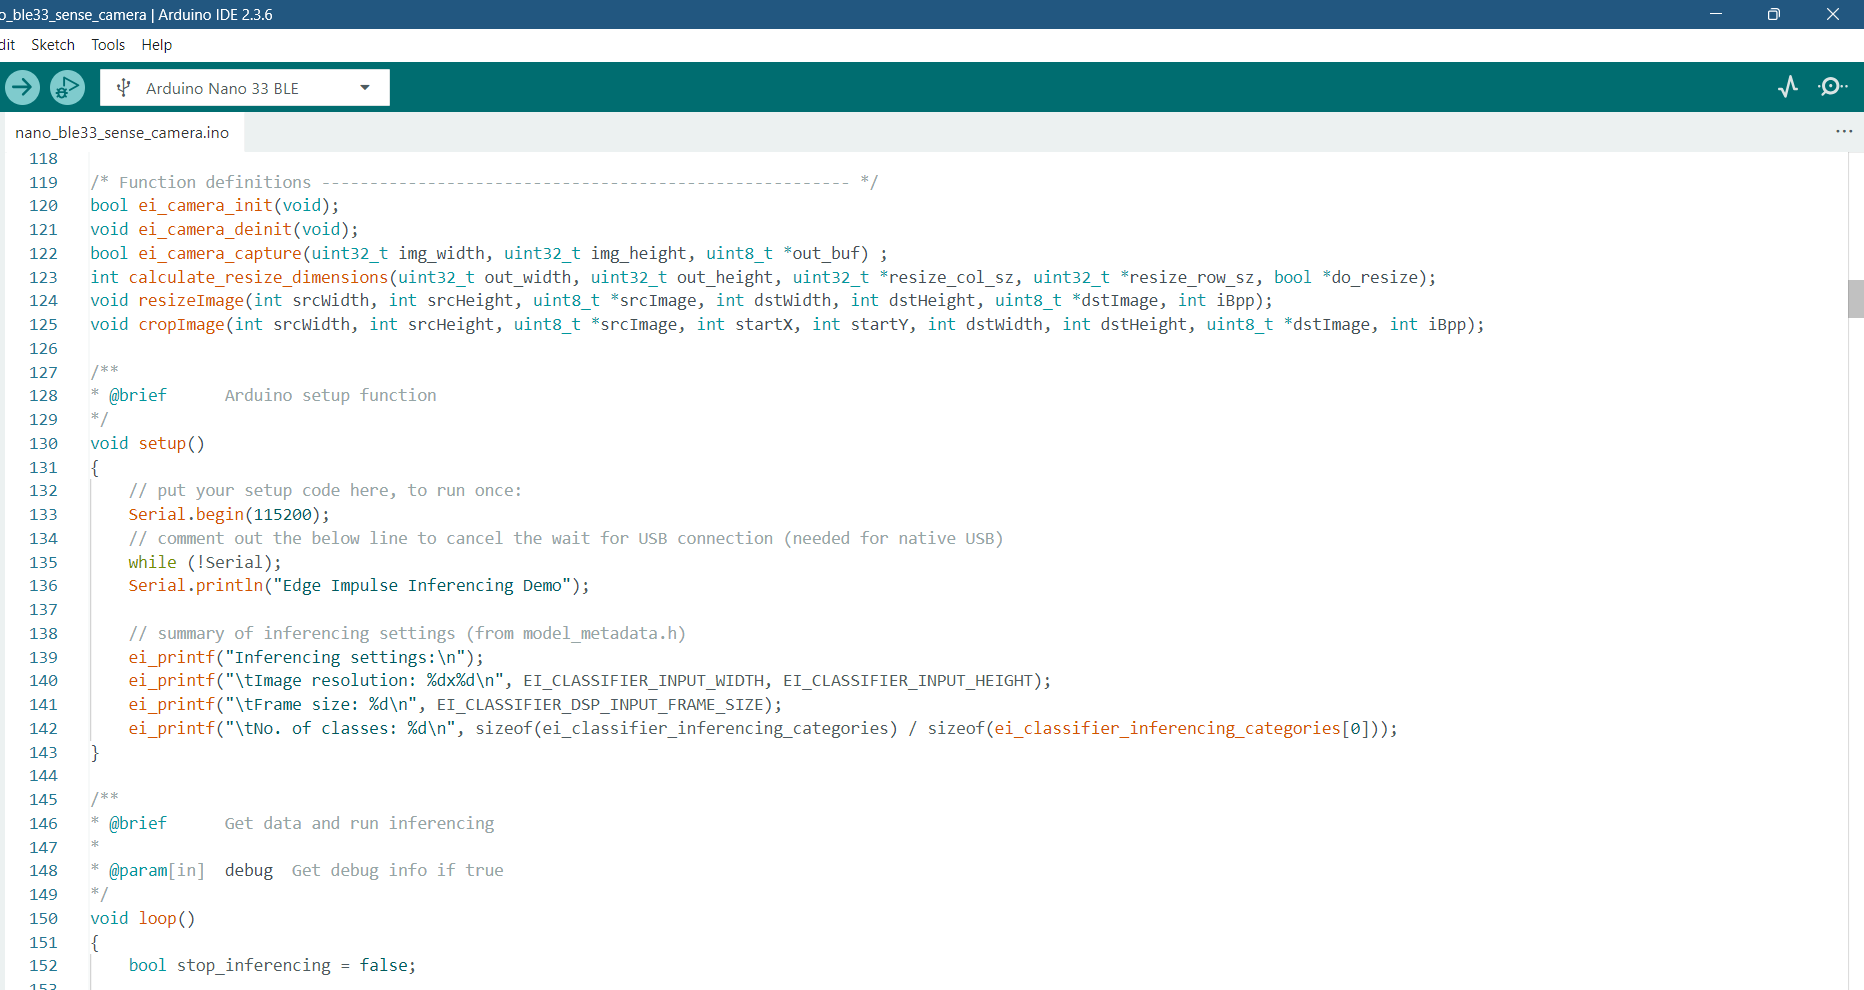 o_ble33_sense_camera | Arduino IDE 2.3.6
dit Sketch Tools Help
Arduino Nano 33 BLE
nano_ble33_sense_camera.ino
118
119 /* Function definitions ------------------------------------------------------- */
120 bool ei_camera_init(void);
121 void ei_camera_deinit(void);
122 bool ei_camera_capture(uint32_t img_width, uint32_t img_height, uint8_t *out_buf) ;
123 int calculate_resize_dimensions(uint32_t out_width, uint32_t out_height, uint32_t *resize_col_sz, uint32_t *resize_row_sz, bool *do_resize);
124 void resizeImage(int srcWidth, int srcHeight, uint8_t *srcImage, int dstWidth, int dstHeight, uint8_t *dstImage, int iBpp);
125 void cropImage(int srcWidth, int srcHeight, uint8_t *srcImage, int startX, int startY, int dstWidth, int dstHeight, uint8_t *dstImage, int iBpp);
126
127 /**
128 * @brief      Arduino setup function
129 */
130 void setup()
131 {
132     // put your setup code here, to run once:
133     Serial.begin(115200);
134     // comment out the below line to cancel the wait for USB connection (needed for native USB)
135     while (!Serial);
136     Serial.println("Edge Impulse Inferencing Demo");
137
138     // summary of inferencing settings (from model_metadata.h)
139     ei_printf("Inferencing settings:\n");
140     ei_printf("\tImage resolution: %dx%d\n", EI_CLASSIFIER_INPUT_WIDTH, EI_CLASSIFIER_INPUT_HEIGHT);
141     ei_printf("\tFrame size: %d\n", EI_CLASSIFIER_DSP_INPUT_FRAME_SIZE);
142     ei_printf("\tNo. of classes: %d\n", sizeof(ei_classifier_inferencing_categories) / sizeof(ei_classifier_inferencing_categories[0]));
143 }
144
145 /**
146 * @brief      Get data and run inferencing
147 *
148 * @param[in]  debug  Get debug info if true
149 */
150 void loop()
151 {
152     bool stop_inferencing = false;
153